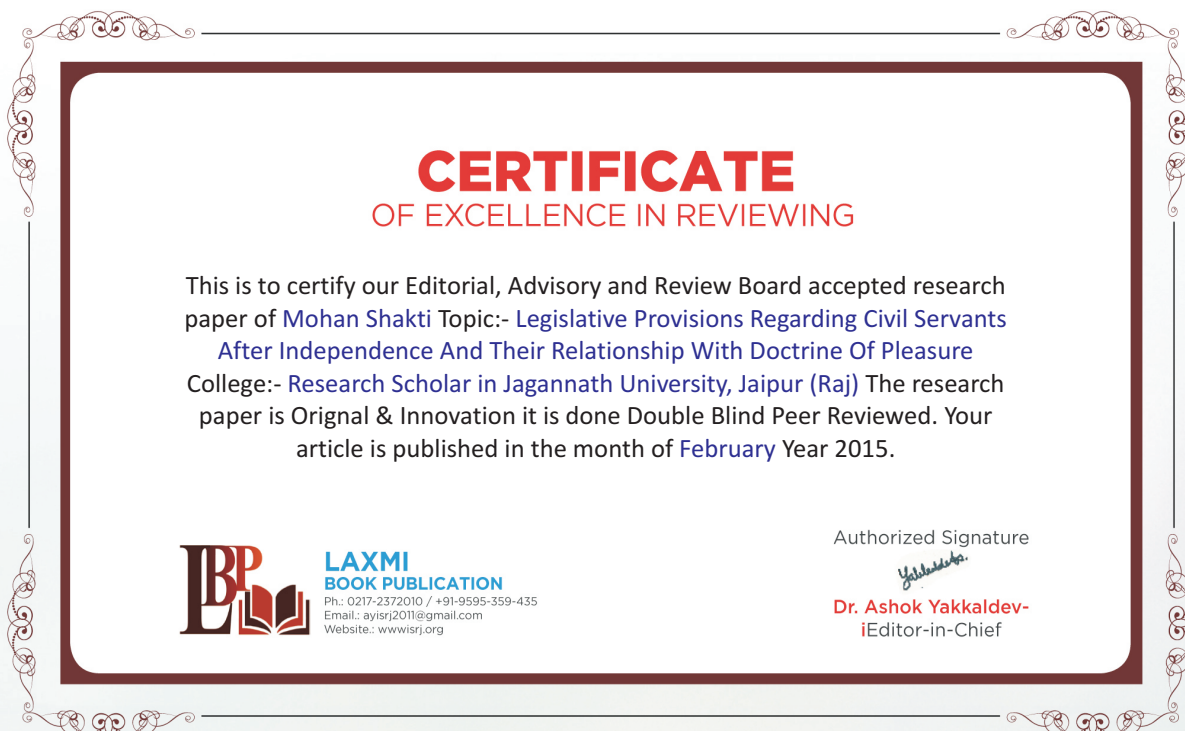 CERTIFICATE
OF EXCELLENCE IN REVIEWING
This is to certify our Editorial, Advisory and Review Board accepted research
paper of Mohan Shakti Topic:- Legislative Provisions Regarding Civil Servants
After Independence And Their Relationship With Doctrine Of Pleasure
College:- Research Scholar in Jagannath University, Jaipur (Raj) The research
paper is Orignal & Innovation it is done Double Blind Peer Reviewed. Your
article is published in the month of February Year 2015.
LBP
LAXMI
BOOK PUBLICATION
Ph.: 0217-2372010 / +91-9595-359-435
Email.: ayisrj2011@gmail.com
Website.: wwwisrj.org
Authorized Signature
Dr. Ashok Yakkaldev-
iEditor-in-Chief